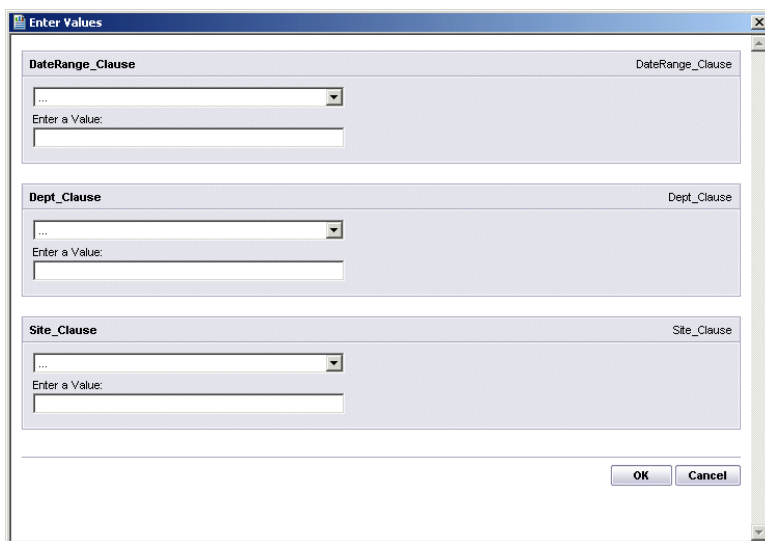 Enter Values
DateRange_Clause DateRange_Clause
...
Enter a Value:
Dept_Clause Dept_Clause
...
Enter a Value:
Site_Clause Site_Clause
...
Enter a Value:
OK Cancel